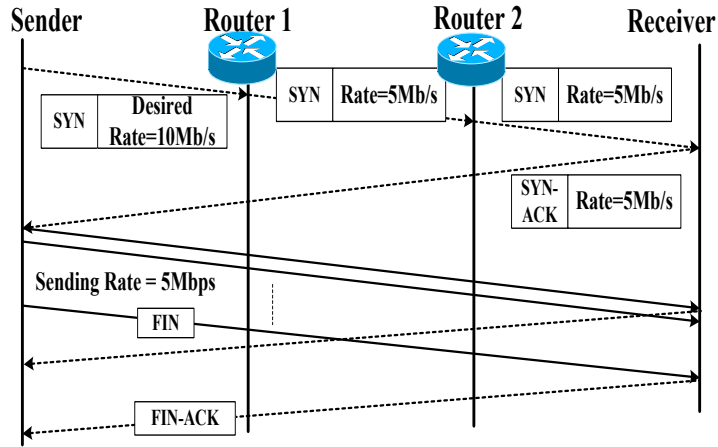 Sender
Router 1
Router 2
Receiver
SYN
Desired
Rate=10Mb/s
SYN
Rate=5Mb/s
SYN
Rate=5Mb/s
SYN-
ACK
Rate=5Mb/s
Sending Rate = 5Mbps
FIN
FIN-ACK